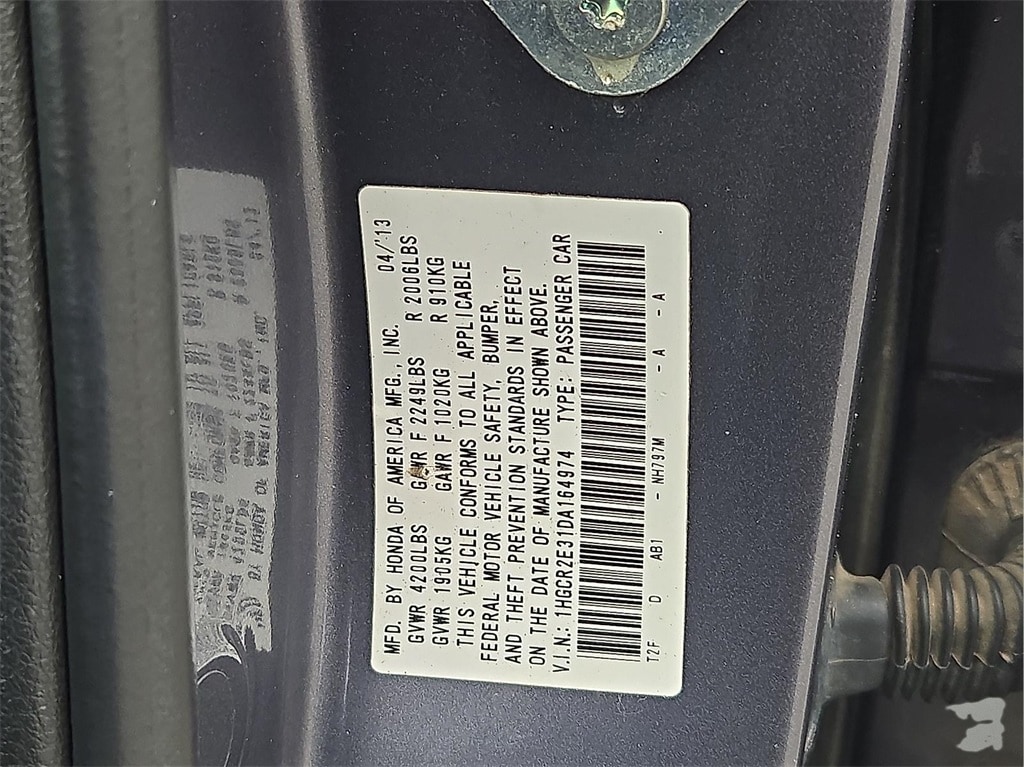 MFD. BY HONDA OF AMERICA MFG., INC. 04/'13
GVWR 4200LBS GAWR F 2249LBS R 2006LBS
GVWR 1905KG GAWR F 1020KG R 910KG
THIS VEHICLE CONFORMS TO ALL APPLICABLE
FEDERAL MOTOR VEHICLE SAFETY, BUMPER,
AND THEFT PREVENTION STANDARDS IN EFFECT
ON THE DATE OF MANUFACTURE SHOWN ABOVE.
V.I.N.: 1HGCR2E31DA164974 TYPE: PASSENGER CAR
T2F D AB1 - NH797M - A - A